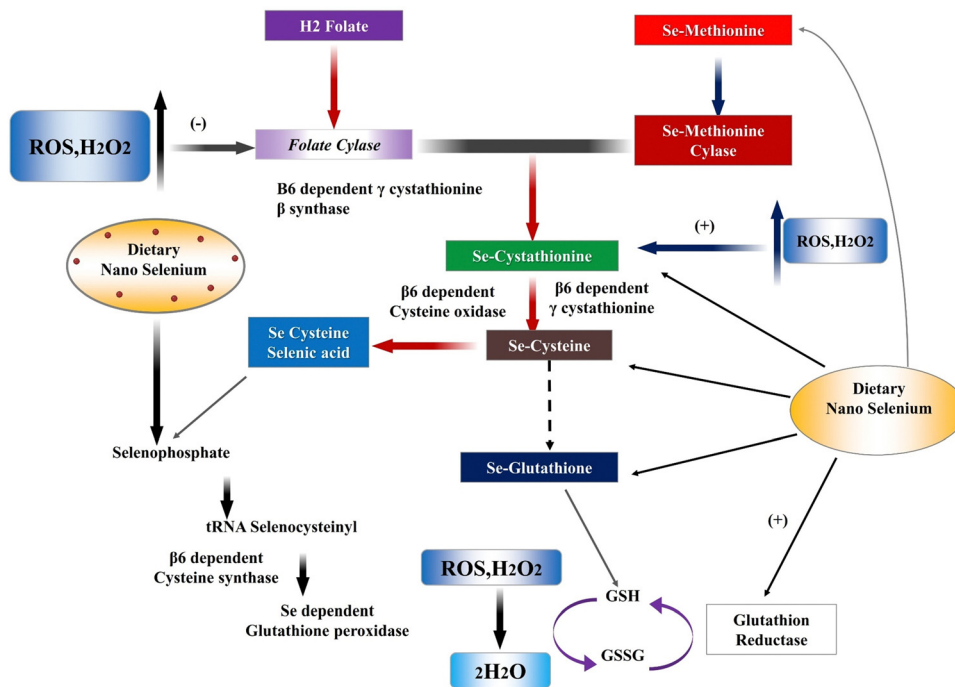 H2 Folate
Se-Methionine
(-)
ROS,H2O2
Folate Cylase
Se-Methionine
Cylase
B6 dependent γ cystathionine
β synthase
(+)
ROS,H2O2
Dietary
Nano Selenium
Se-Cystathionine
β6 dependent
Cysteine oxidase
β6 dependent
γ cystathionine
Se Cysteine
Selenic acid
Se-Cysteine
Dietary
Nano Selenium
Selenophosphate
Se-Glutathione
(+)
tRNA Selenocysteinyl
β6 dependent
Cysteine synthase
ROS,H2O2
GSH
Se dependent
Glutathione peroxidase
Glutathion
Reductase
GSSG
2H2O